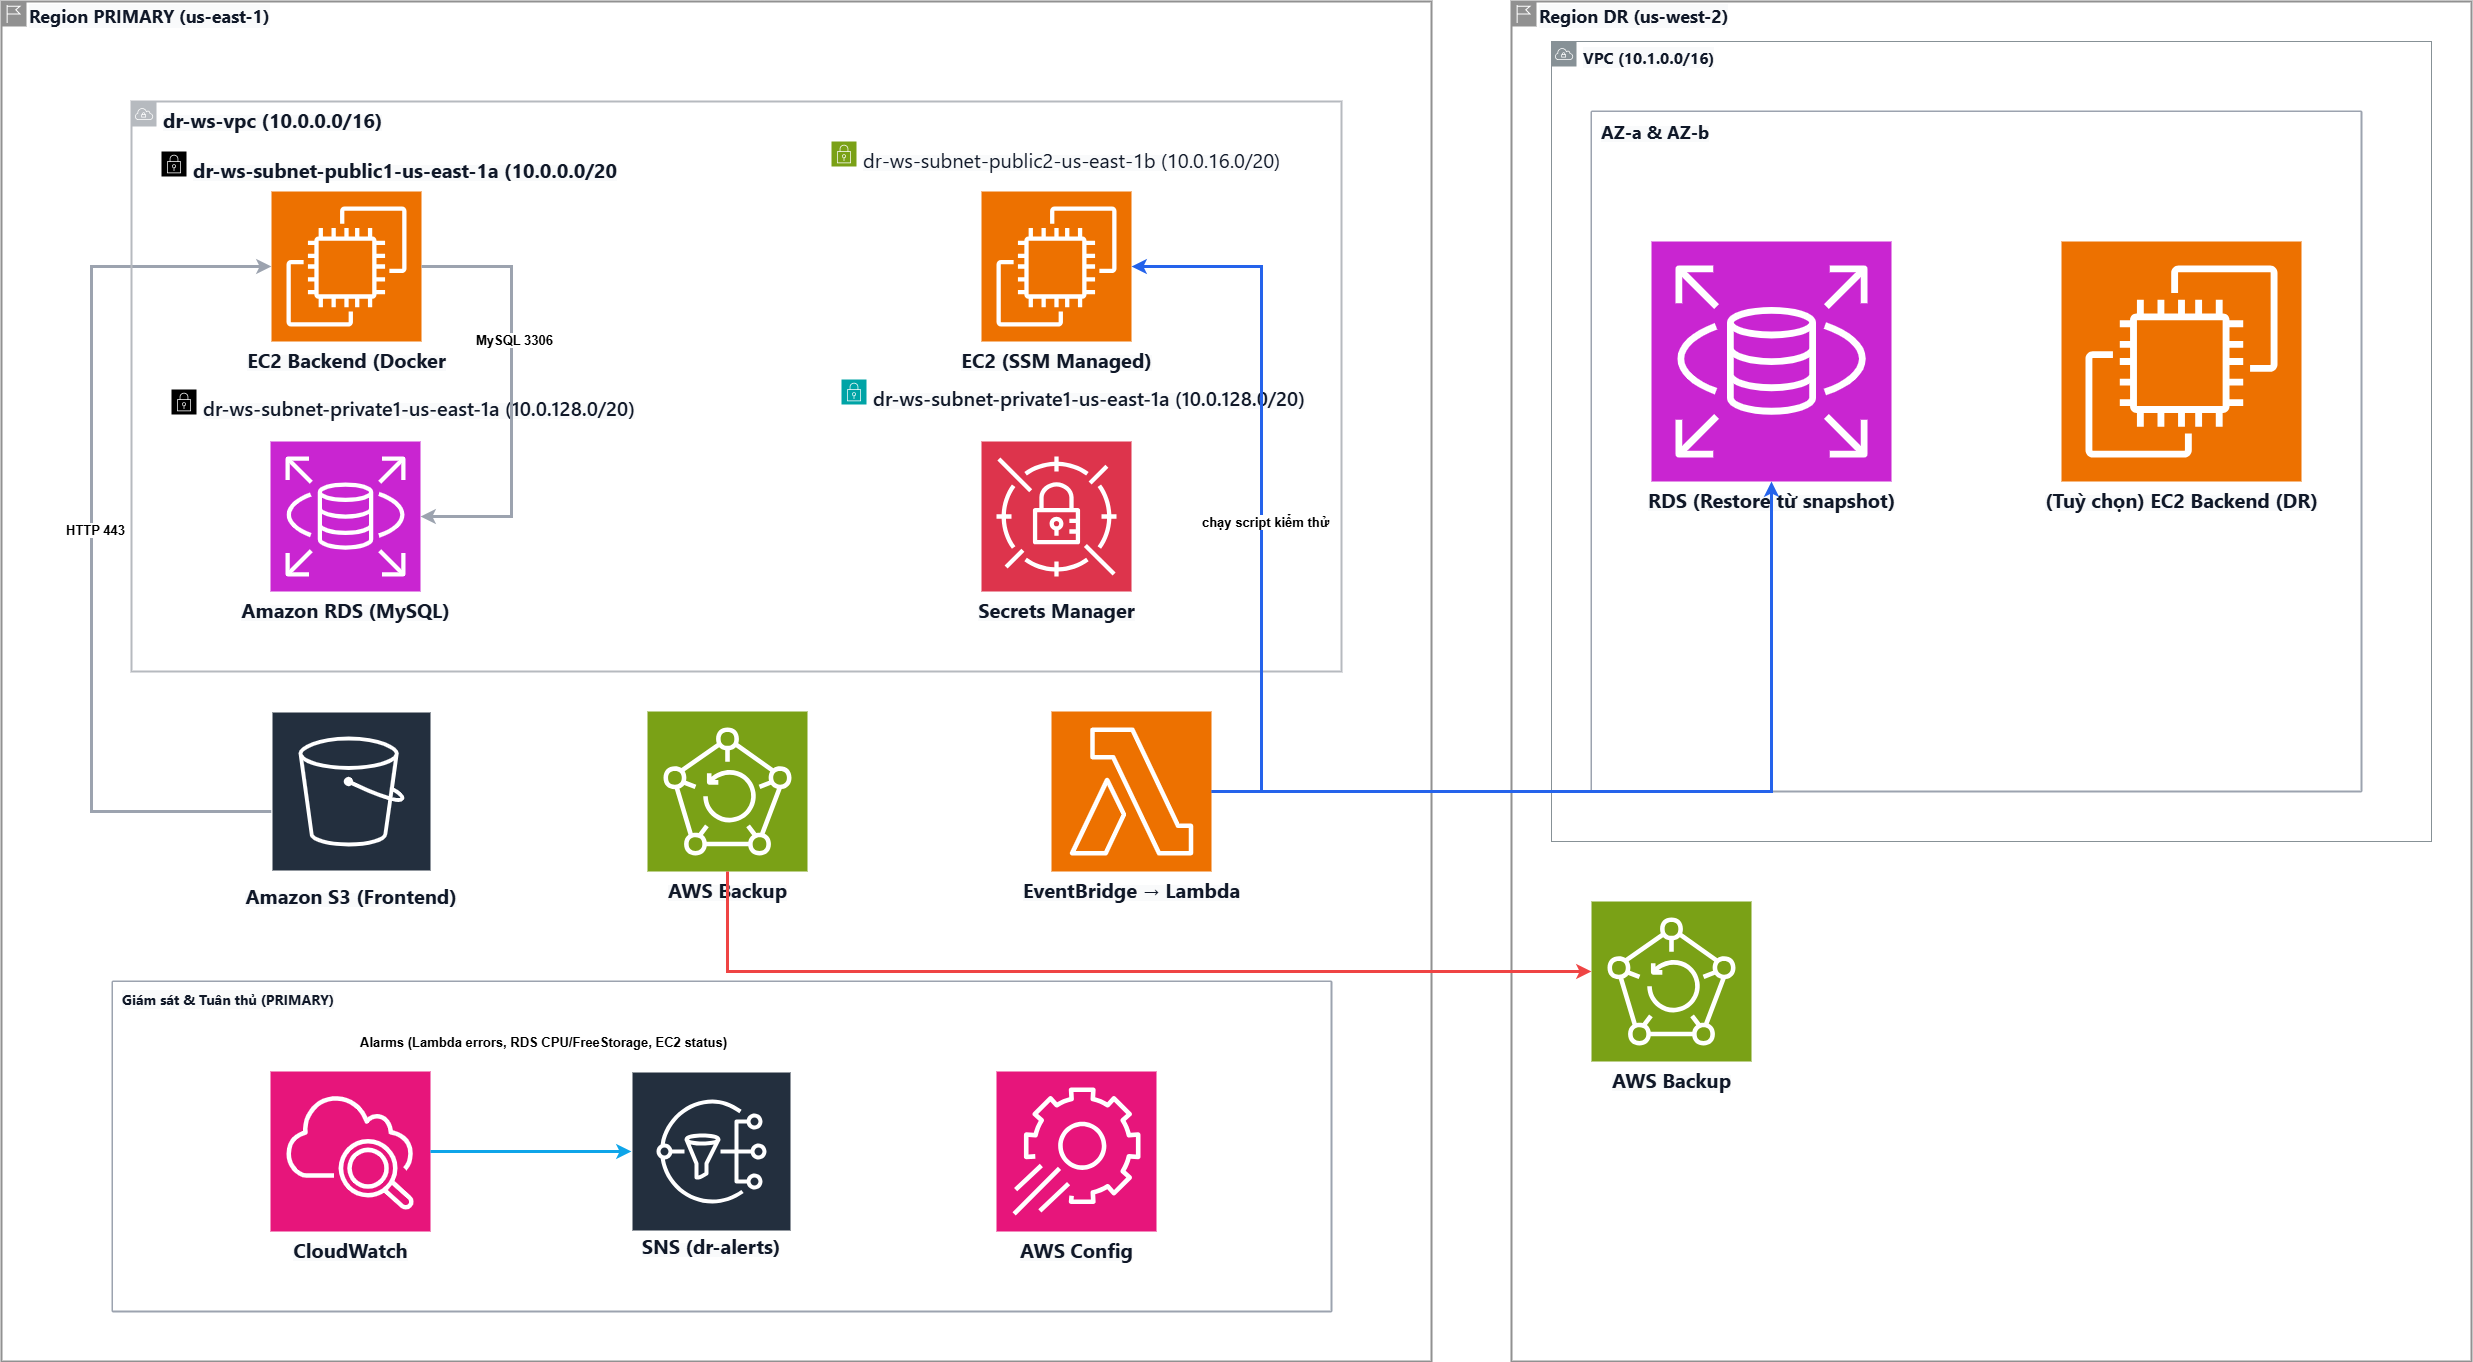 Region PRIMARY (us-east-1)
dr-ws-vpc (10.0.0.0/16)
dr-ws-subnet-public1-us-east-1a (10.0.0.0/20
dr-ws-subnet-public2-us-east-1b (10.0.16.0/20)
EC2 Backend (Docker
MySQL 3306
EC2 (SSM Managed)
dr-ws-subnet-private1-us-east-1a (10.0.128.0/20)
dr-ws-subnet-private1-us-east-1a (10.0.128.0/20)
HTTP 443
chạy script kiểm thử
Amazon RDS (MySQL)
Secrets Manager
Amazon S3 (Frontend)
AWS Backup
EventBridge → Lambda
Giám sát & Tuân thủ (PRIMARY)
Alarms (Lambda errors, RDS CPU/FreeStorage, EC2 status)
CloudWatch
SNS (dr-alerts)
AWS Config
Region DR (us-west-2)
VPC (10.1.0.0/16)
AZ-a & AZ-b
RDS (Restore từ snapshot)
(Tuỳ chọn) EC2 Backend (DR)
AWS Backup